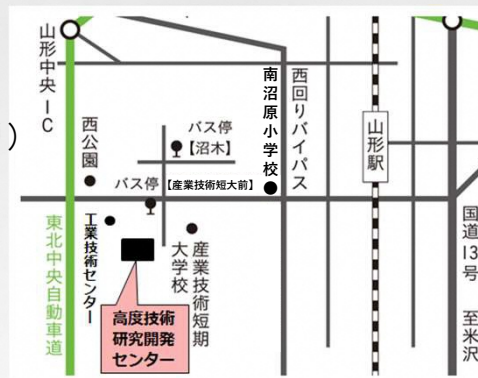 山形中央IC
西公園
バス停
【沼木】
バス停
【産業技術短大前】
南沼原小学校
西回りバイパス
山形駅
東北中央自動車道
工業技術センター
産業技術短期
大学校
国道13号
至米沢
高度技術
研究開発
センター
)